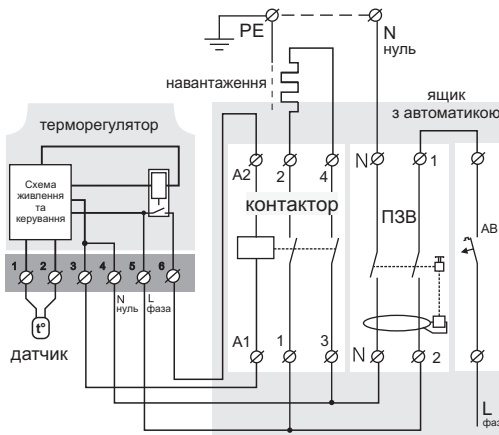 PE
N
нуль
навантаження
ящик
з автоматикою
терморегулятор
Схема
живлення
та
керування
A2
2
4
N
1
контактор
ПЗВ
АВ
1
2
3
4
5
6
N
нуль
L
фаза
t°
датчик
A1
1
3
N
2
L